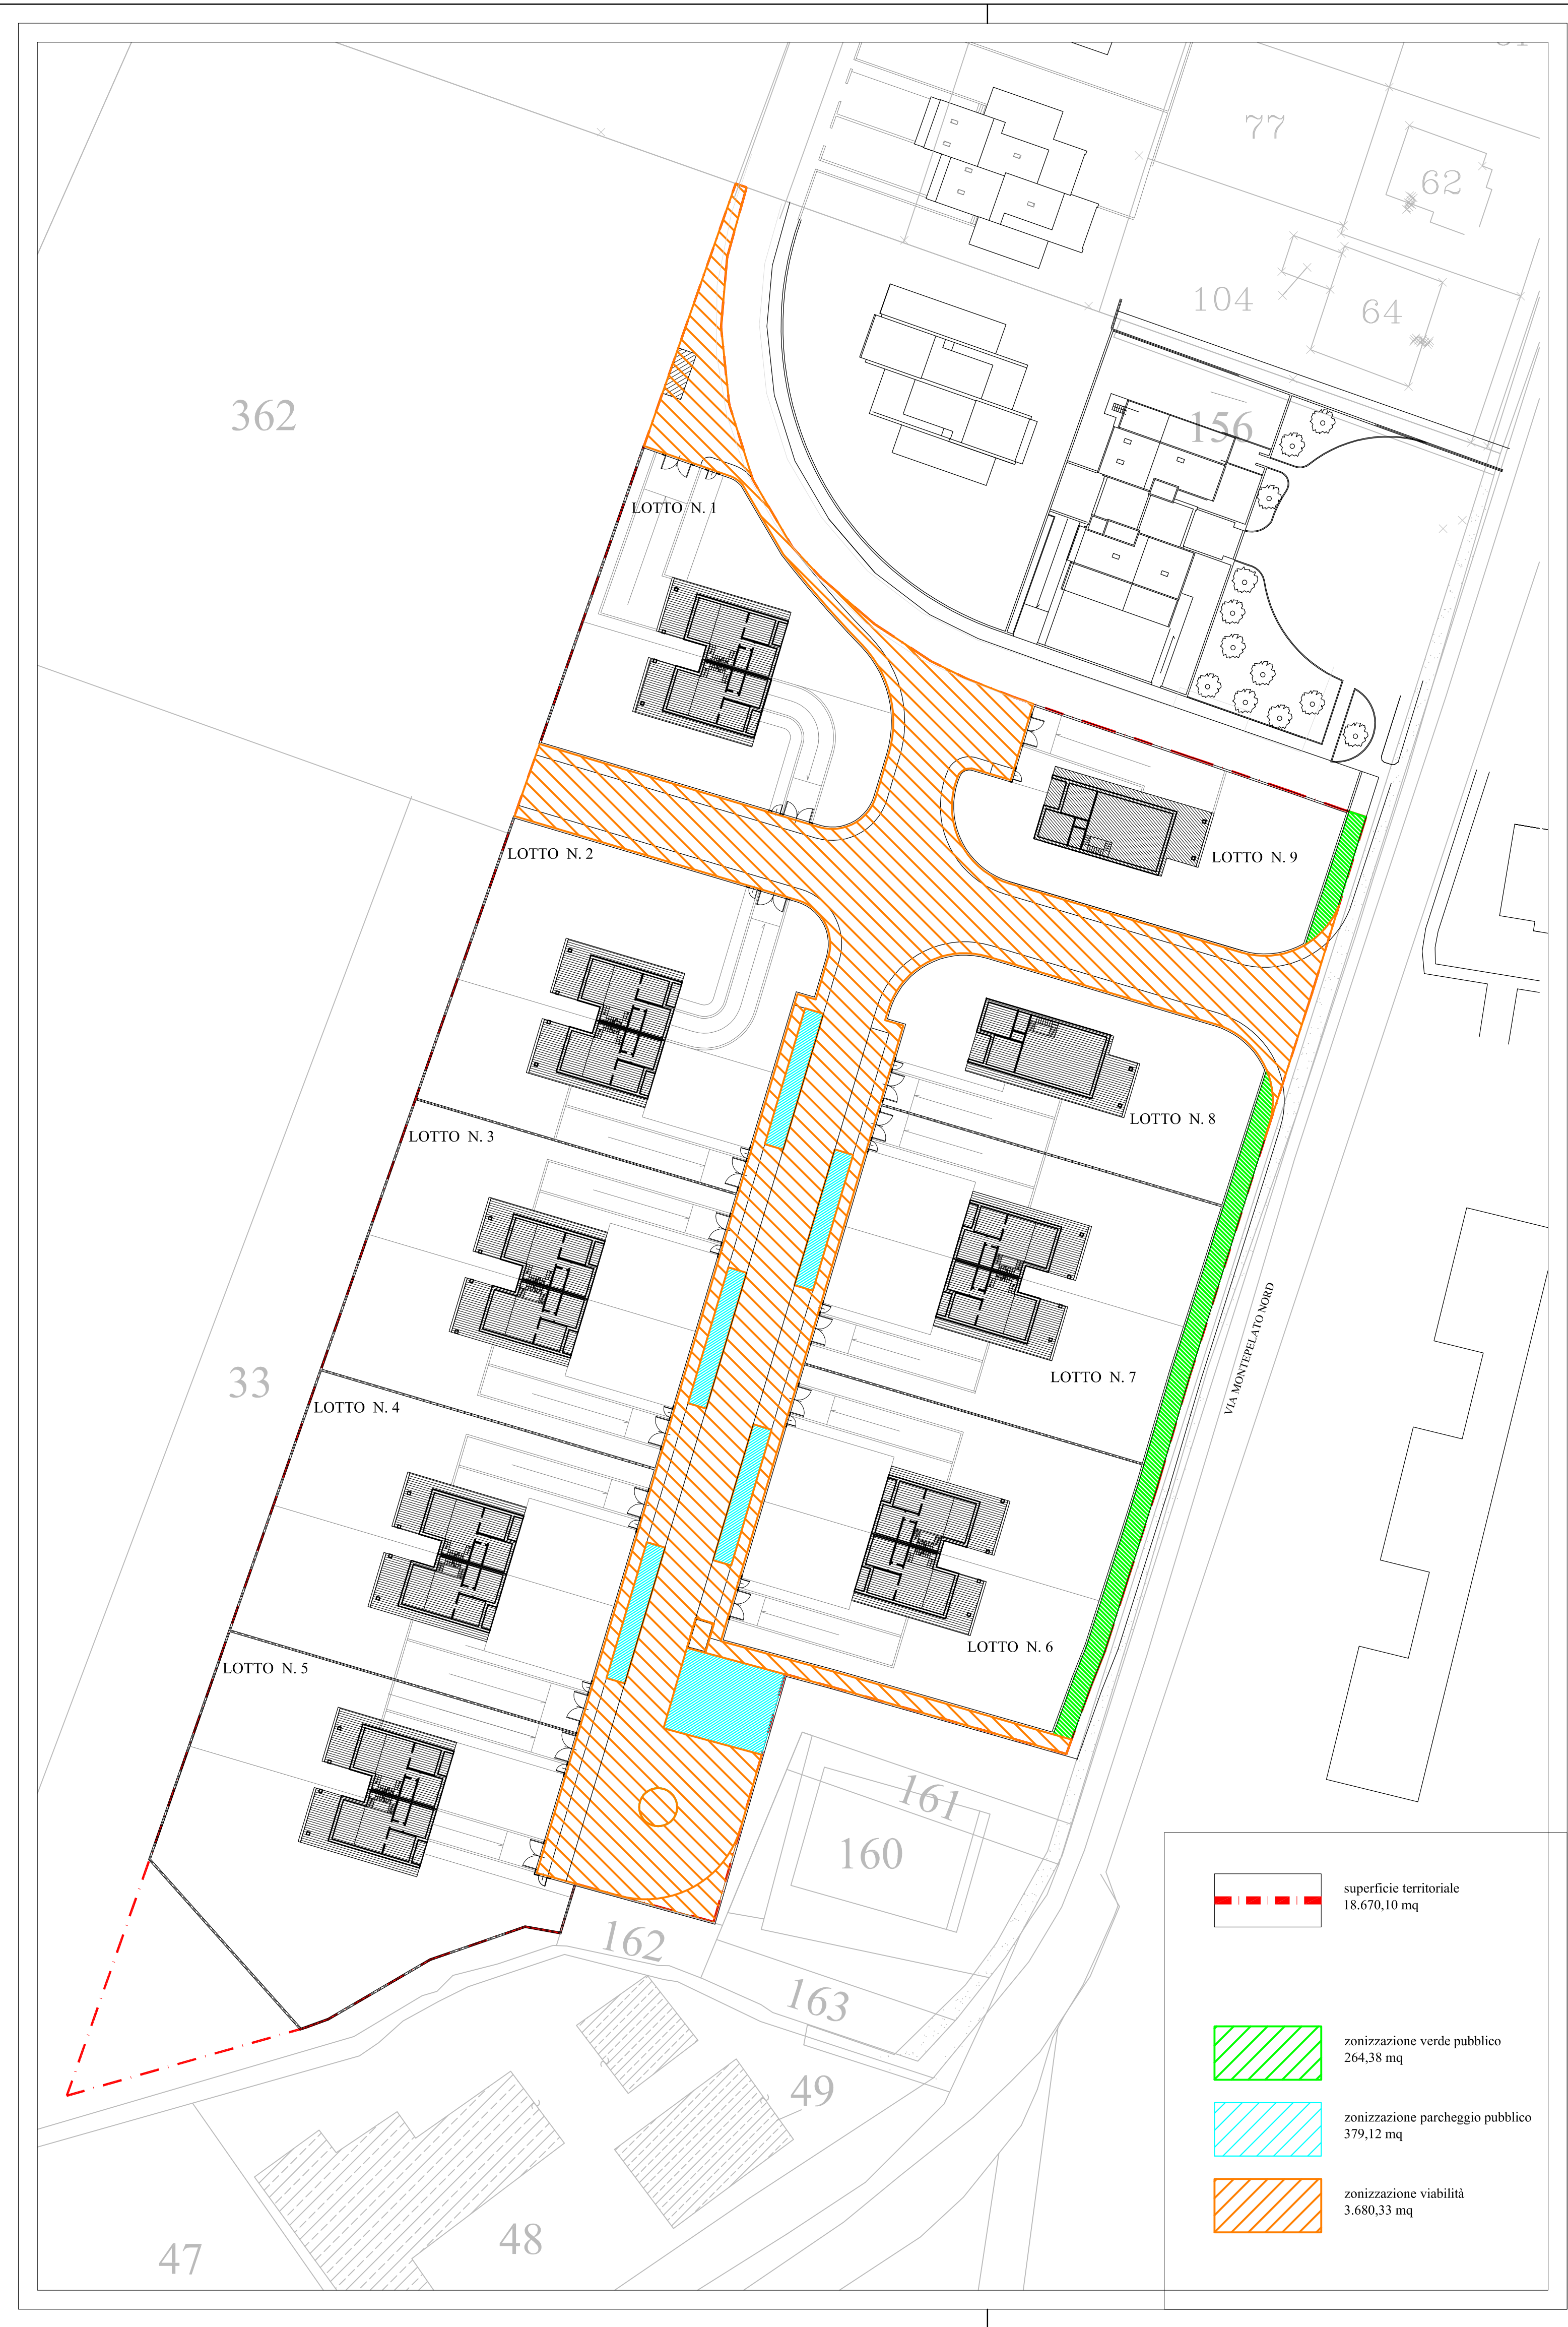 77
62
104
64
362
156
LOTTO N. 1
LOTTO N. 2
LOTTO N. 9
LOTTO N. 3
LOTTO N. 8
VIA MONTEPELATO NORD
33
LOTTO N. 7
LOTTO N. 4
LOTTO N. 5
LOTTO N. 6
161
160
162
163
49
48
47
superficie territoriale
18.670,10 mq
zonizzazione verde pubblico
264,38 mq
zonizzazione parcheggio pubblico
379,12 mq
zonizzazione viabilità
3.680,33 mq